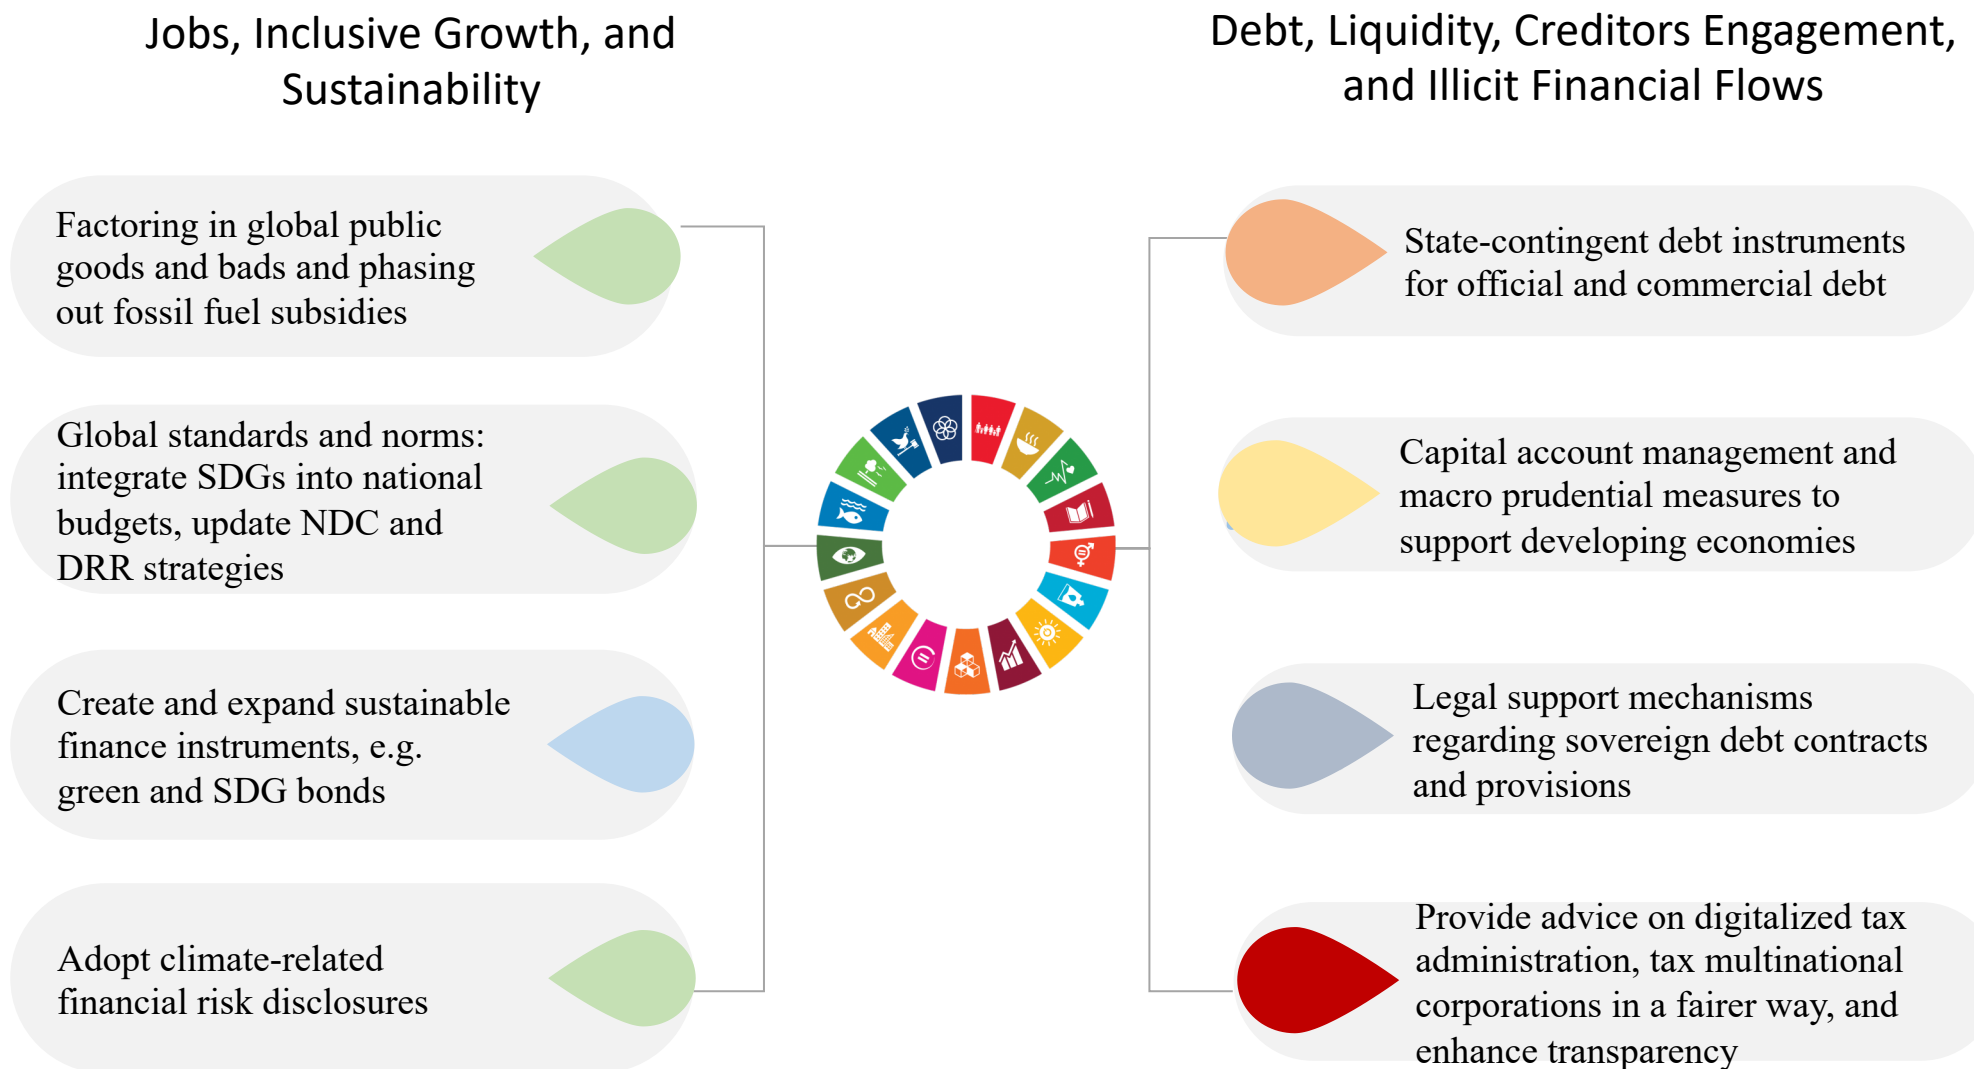 Jobs, Inclusive Growth, and
Sustainability
Factoring in global public
goods and bads and phasing
out fossil fuel subsidies
Global standards and norms:
integrate SDGs into national
budgets, update NDC and
DRR strategies
Create and expand sustainable
finance instruments, e.g.
green and SDG bonds
Adopt climate-related
financial risk disclosures
Debt, Liquidity, Creditors Engagement,
and Illicit Financial Flows
State-contingent debt instruments
for official and commercial debt
Capital account management and
macro prudential measures to
support developing economies
Legal support mechanisms
regarding sovereign debt contracts
and provisions
Provide advice on digitalized tax
administration, tax multinational
corporations in a fairer way, and
enhance transparency